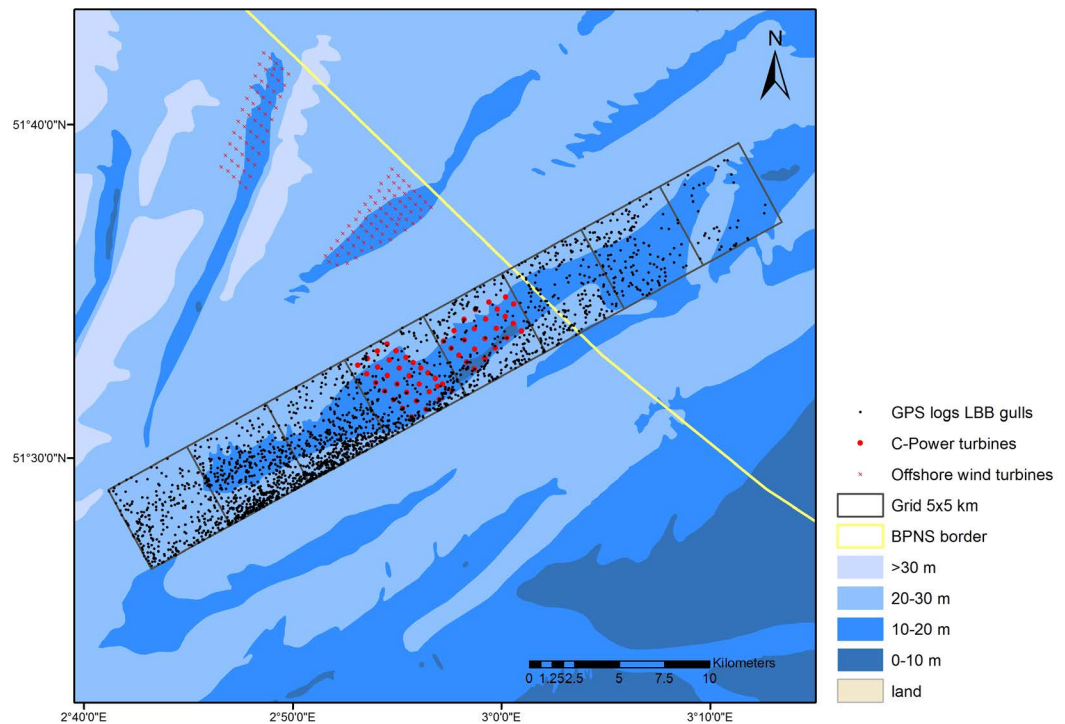 N
51°40'0"N
51°30'0"N
GPS logs LBB gulls
C-Power turbines
Offshore wind turbines
Grid 5x5 km
BPNS border
>30 m
20-30 m
10-20 m
0-10 m
land
Kilometers
0 1.252.5 5 7.5 10
2°40'0"E 2°50'0"E 3°0'0"E 3°10'0"E